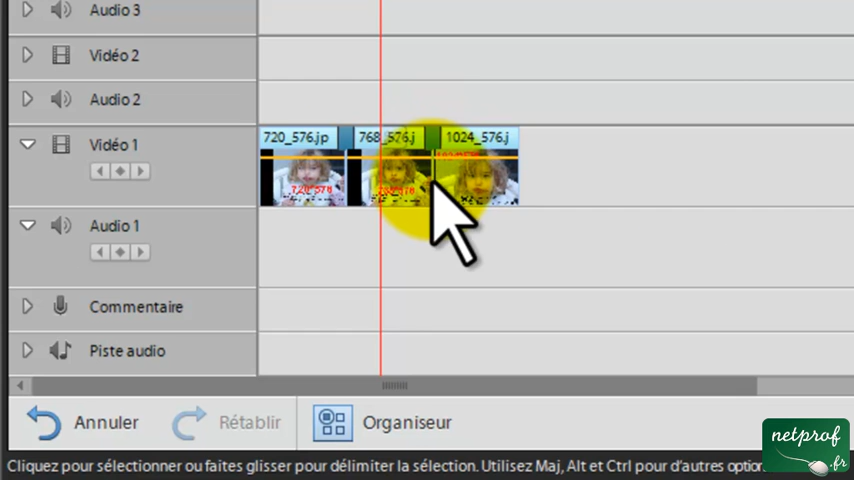 Audio 3
Vidéo 2
Audio 2
Vidéo 1
720_576.jp
768_576.j
1024_576.j
720*576
Audio 1
Commentaire
Piste audio
Annuler
Rétablir
Organiseur
Cliquez pour sélectionner ou faites glisser pour délimiter la sélection. Utilisez Maj, Alt et Ctrl pour d'autres
netprof
.fr